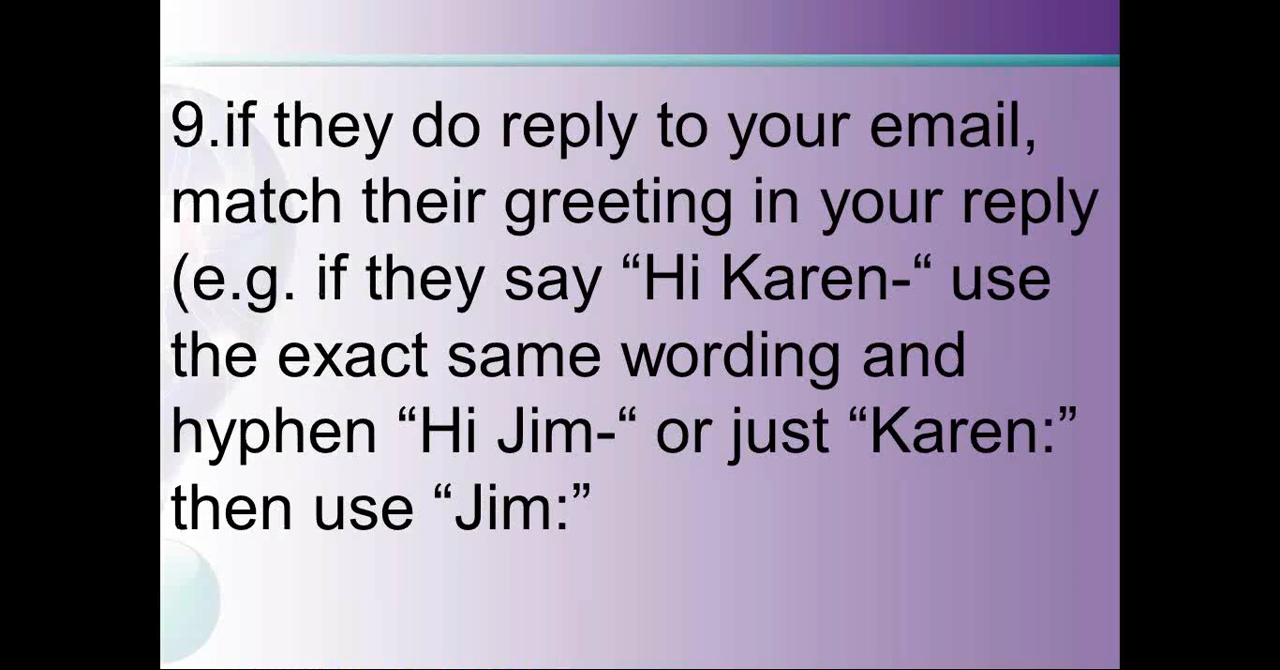 9.if they do reply to your email,
match their greeting in your reply
(e.g. if they say “Hi Karen-“ use
the exact same wording and
hyphen “Hi Jim-“ or just “Karen:”
then use “Jim:”